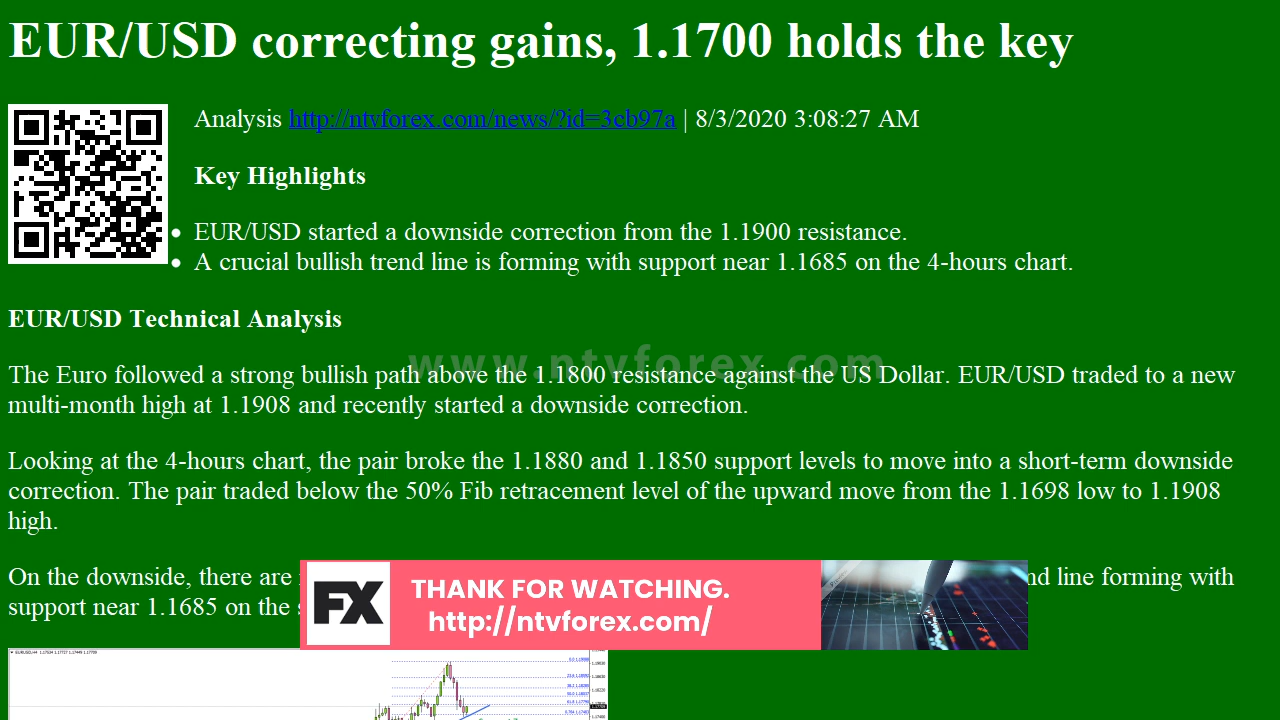 EUR/USD correcting gains, 1.1700 holds the key
Analysis http://ntvforex.com/news/?id=3cb97a | 8/3/2020 3:08:27 AM
Key Highlights
EUR/USD started a downside correction from the 1.1900 resistance.
A crucial bullish trend line is forming with support near 1.1685 on the 4-hours chart.
EUR/USD Technical Analysis
www.ntvforex.com
The Euro followed a strong bullish path above the 1.1800 resistance against the US Dollar. EUR/USD traded to a new
multi-month high at 1.1908 and recently started a downside correction.
Looking at the 4-hours chart, the pair broke the 1.1880 and 1.1850 support levels to move into a short-term downside
correction. The pair traded below the 50% Fib retracement level of the upward move from the 1.1698 low to 1.1908
high.
On the downside, there are nd line forming with
support near 1.1685 on the
FX
THANK FOR WATCHING.
http://ntvforex.com/